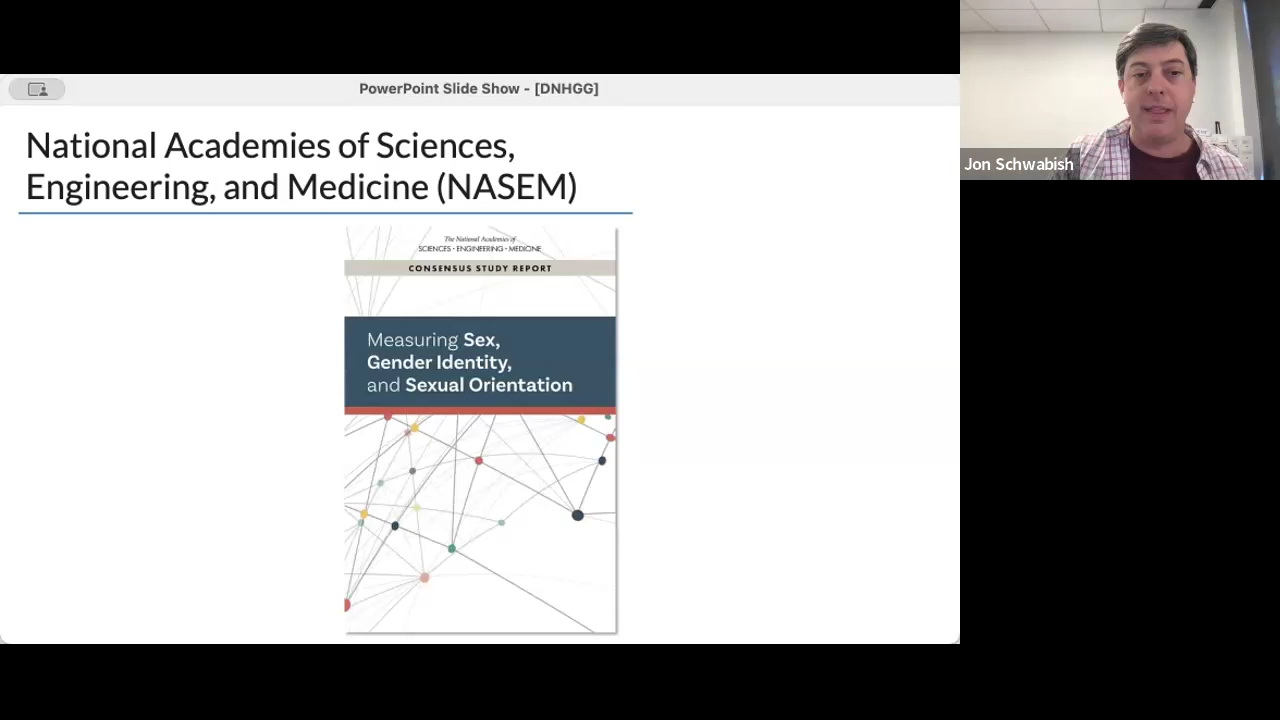 PowerPoint Slide Show - [DNHGG]
National Academies of Sciences,
Engineering, and Medicine (NASEM)
The National Academies of
SCIENCES · ENGINEERING · MEDICINE
CONSENSUS STUDY REPORT
Measuring Sex,
Gender Identity,
and Sexual Orientation
Jon Schwabish